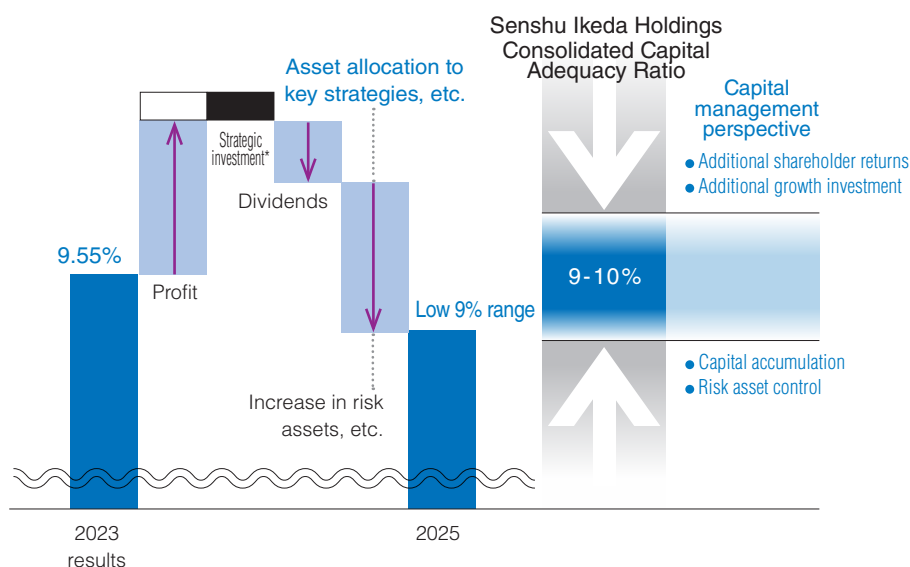 Senshu Ikeda Holdings
Consolidated Capital
Adequacy Ratio
Asset allocation to
key strategies, etc.
Strategic
investment*
Dividends
9.55%
Profit
Low 9% range
Increase in risk
assets, etc.
2023
results
2025
Capital
management
perspective
● Additional shareholder returns
● Additional growth investment
9-10%
● Capital accumulation
● Risk asset control